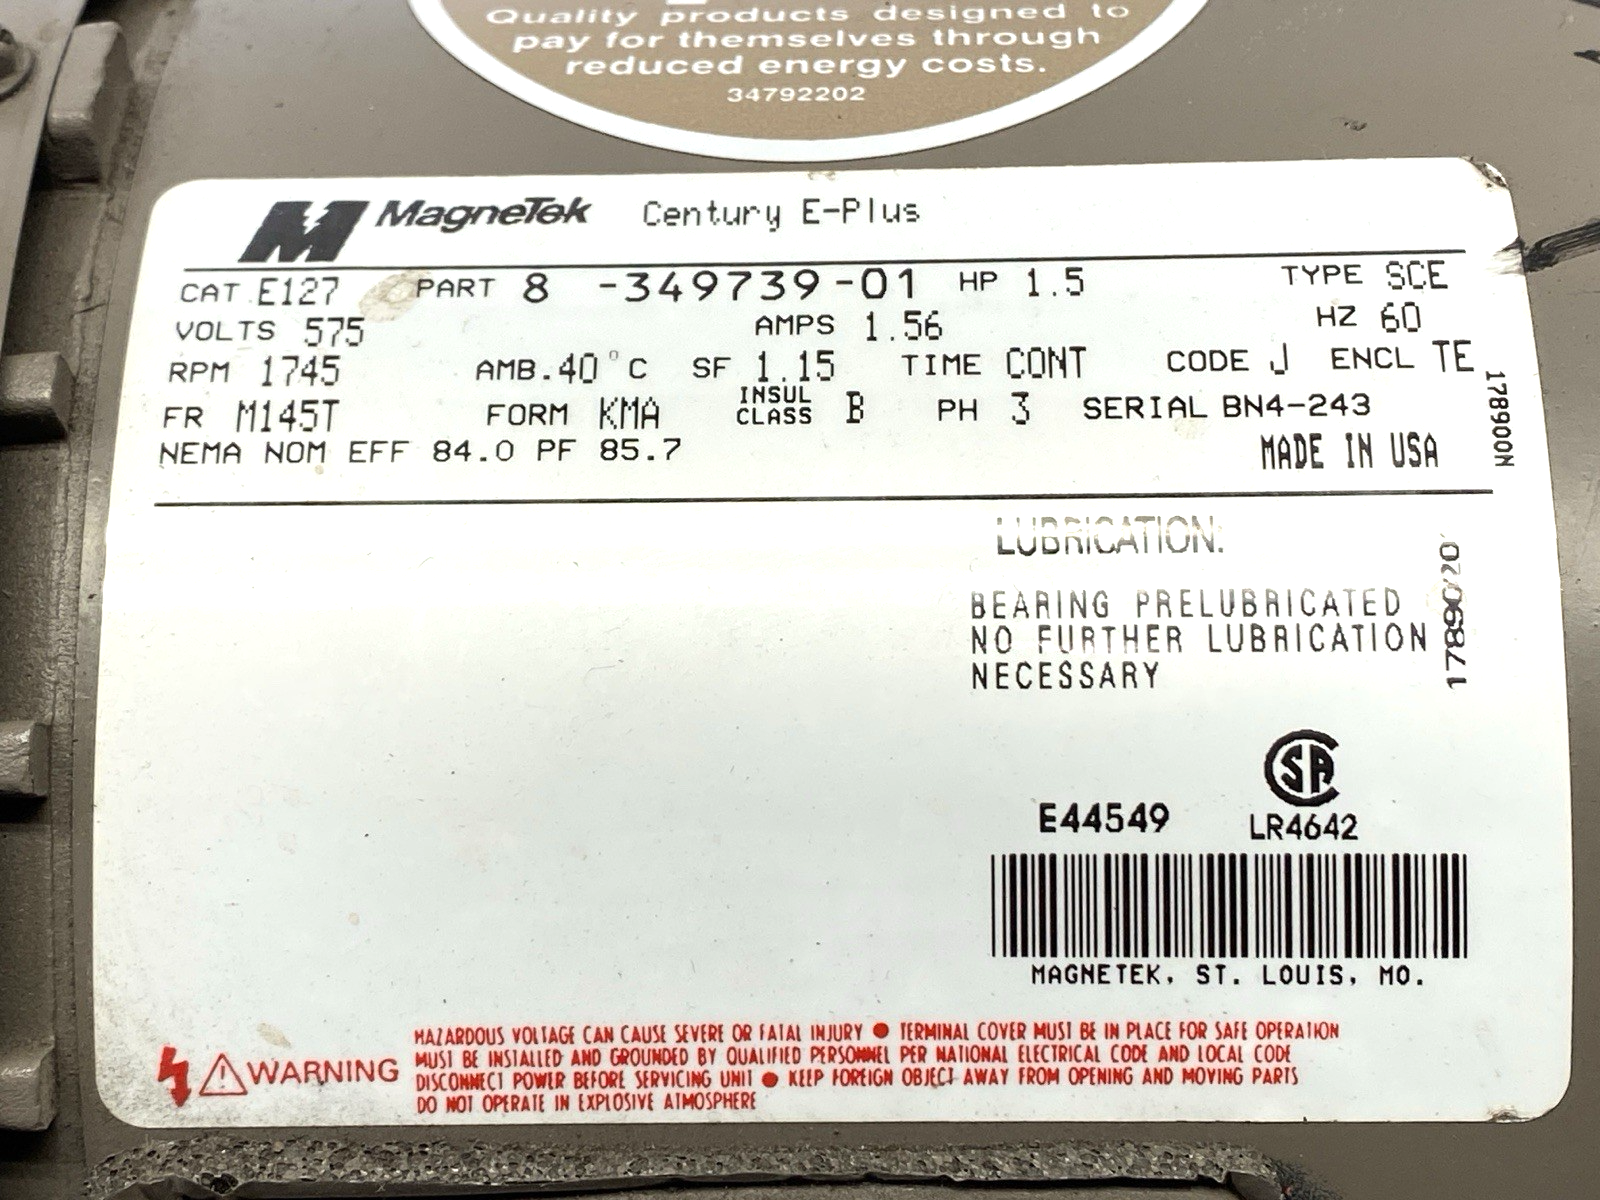 Quality products designed to
pay for themselves through
reduced energy costs.
34792202
MagneTek Century E-Plus
CAT. E127 PART 8 -349739-01 HP 1.5 TYPE SCE
VOLTS 575 AMPS 1.56 HZ 60
RPM 1745 AMB. 40°C SF 1.15 TIME CONT CODE J ENCL TE
FR M145T FORM KMA INSUL CLASS B PH 3 SERIAL BN4-243
NEMA NOM EFF 84.0 PF 85.7 MADE IN USA
178900N
LUBRICATION:
BEARING PRELUBRICATED
NO FURTHER LUBRICATION
NECESSARY
17890/20
CSA
E44549 LR4642
MAGNETEK, ST. LOUIS, MO.
WARNING
HAZARDOUS VOLTAGE CAN CAUSE SEVERE OR FATAL INJURY ● TERMINAL COVER MUST BE IN PLACE FOR SAFE OPERATION
MUST BE INSTALLED AND GROUNDED BY QUALIFIED PERSONNEL PER NATIONAL ELECTRICAL CODE AND LOCAL CODE
DISCONNECT POWER BEFORE SERVICING UNIT ● KEEP FOREIGN OBJECT AWAY FROM OPENING AND MOVING PARTS
DO NOT OPERATE IN EXPLOSIVE ATMOSPHERE